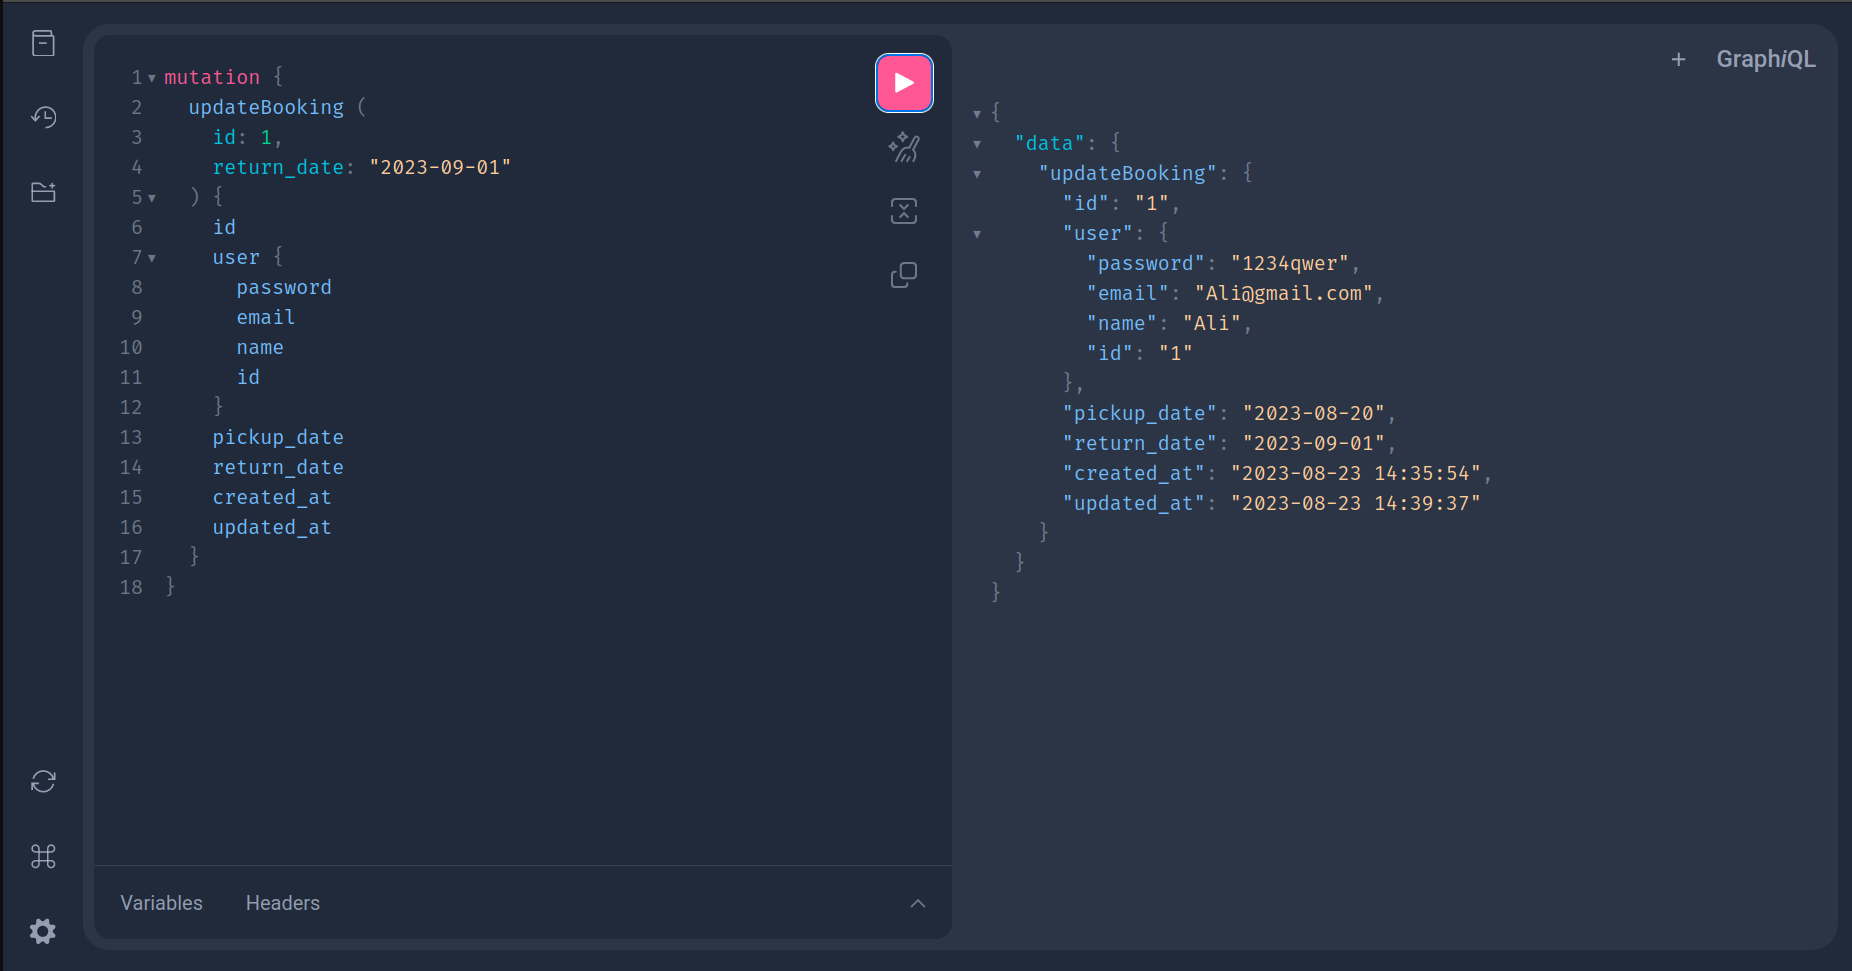 1 mutation {
2 updateBooking (
3 id: 1,
4 return_date: "2023-09-01"
5 ) {
6 id
7 user {
8 password
9 email
10 name
11 id
12 }
13 pickup_date
14 return_date
15 created_at
16 updated_at
17 }
18 }
Variables Headers
+ GraphiQL
{
"data": {
"updateBooking": {
"id": "1",
"user": {
"password": "1234qwer",
"email": "Ali@gmail.com",
"name": "Ali",
"id": "1"
},
"pickup_date": "2023-08-20",
"return_date": "2023-09-01",
"created_at": "2023-08-23 14:35:54",
"updated_at": "2023-08-23 14:39:37"
}
}
}